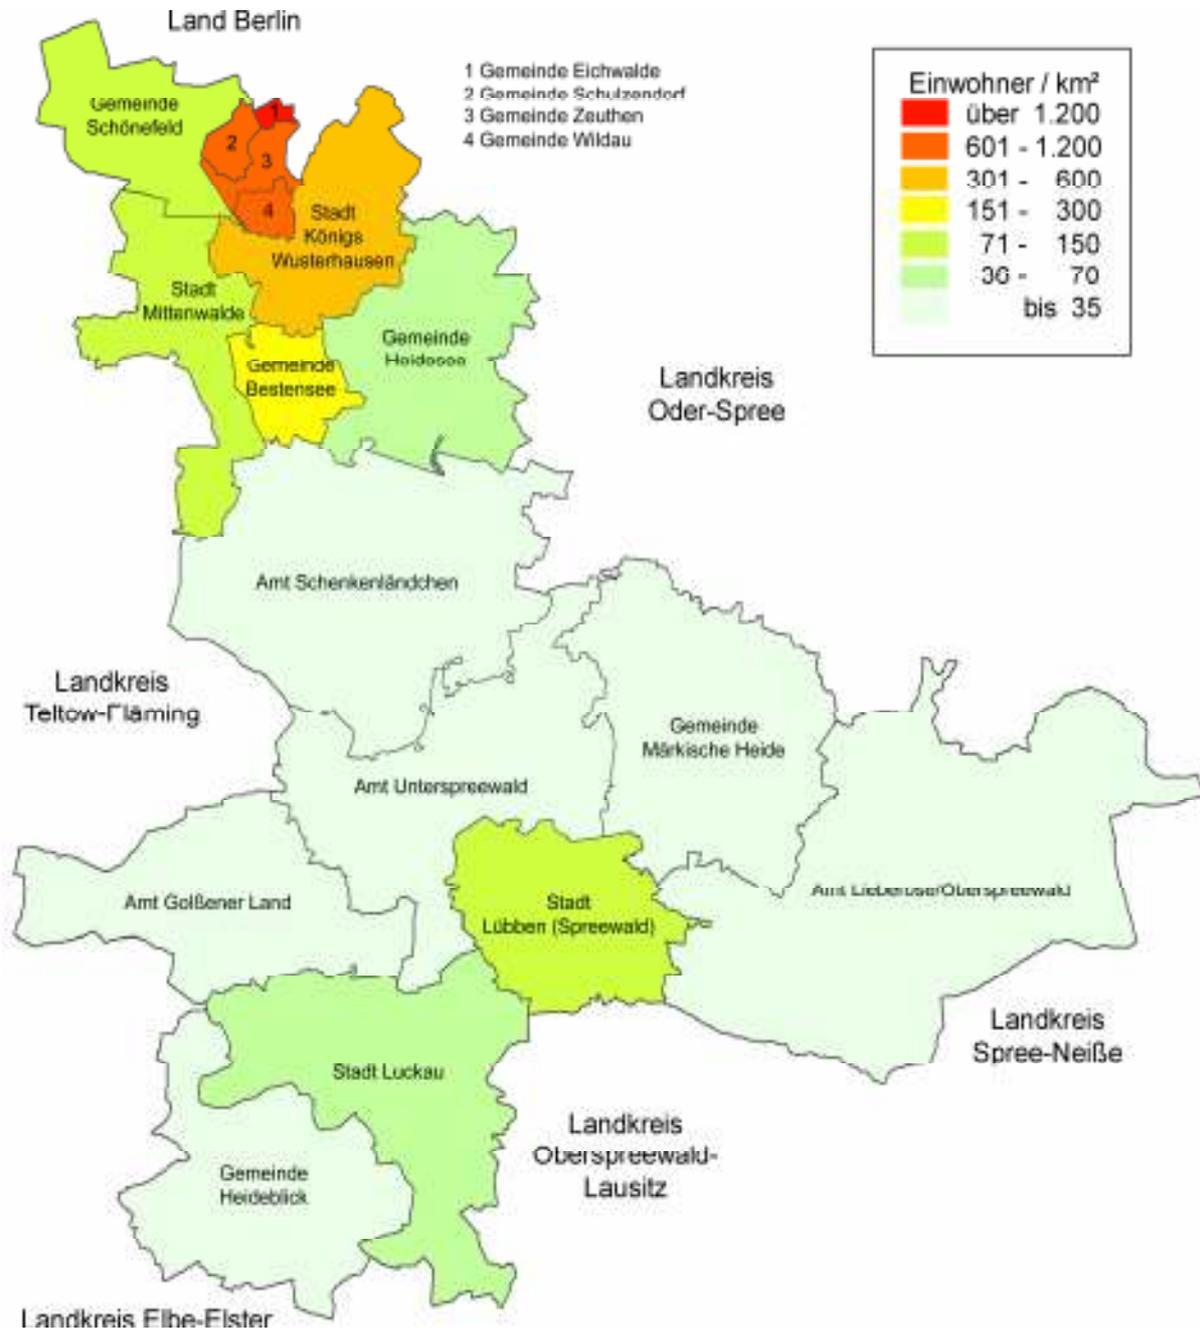 Land Berlin
1 Gemeinde Eichwalde
2 Gemeinde Schulzendorf
3 Gemeinde Zeuthen
4 Gemeinde Wildau
Einwohner / km²
über 1.200
601 - 1.200
301 - 600
151 - 300
71 - 150
36 - 70
bis 35
Gemeinde
Schönefeld
1
2
3
4
Stadt
Königs
Wusterhausen
Stadt
Mittenwalde
Gemeinde
Heidesee
Gemeinde
Bestensee
Landkreis
Oder-Spree
Amt Schenkenländchen
Landkreis
Teltow-Fläming
Gemeinde
Märkische Heide
Amt Unterspreewald
Amt Golßener Land
Stadt
Lübben (Spreewald)
Amt Lieberose/Oberspreewald
Landkreis
Spree-Neiße
Stadt Luckau
Landkreis
Oberspreewald-
Lausitz
Gemeinde
Heideblick
Landkreis Elbe-Elster